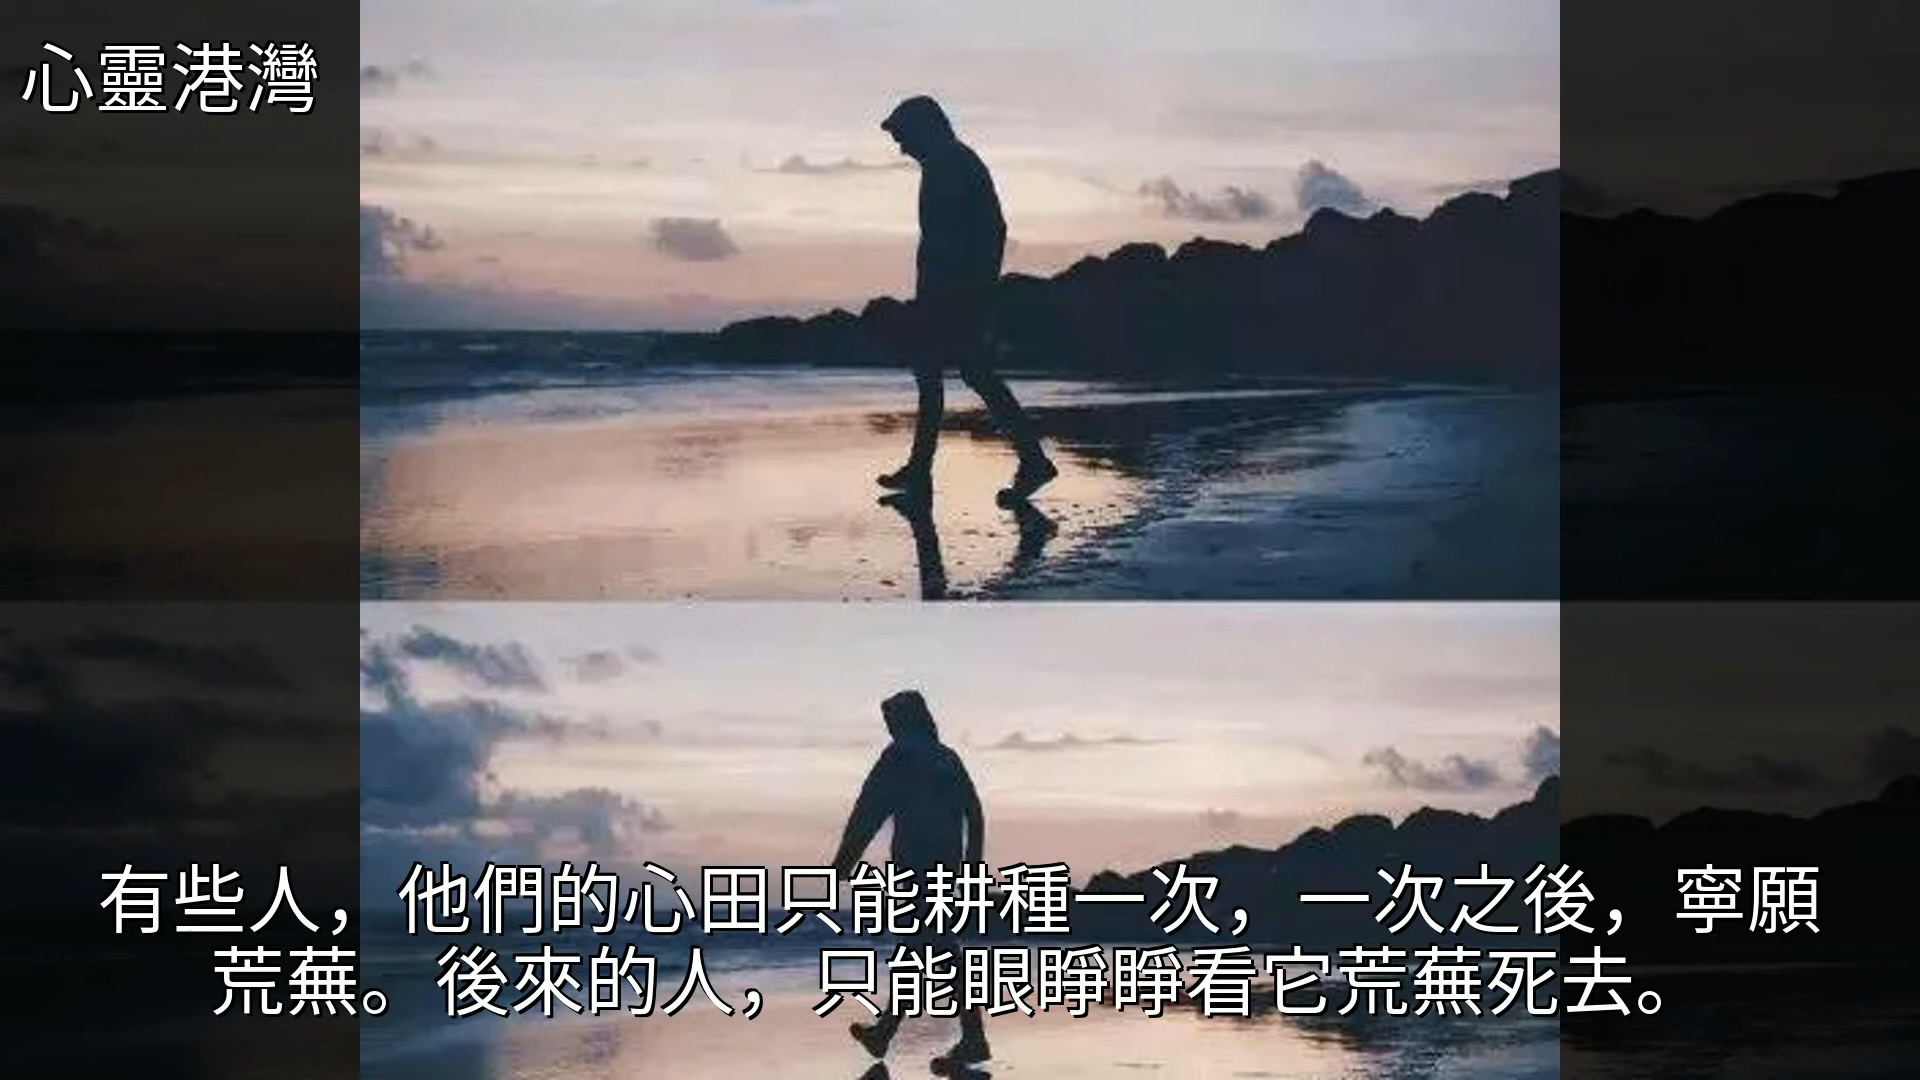 心靈港灣
有些人，他們的心田只能耕種一次，一次之後，寧願
荒蕪。後來的人，只能眼睜睜看它荒蕪死去。